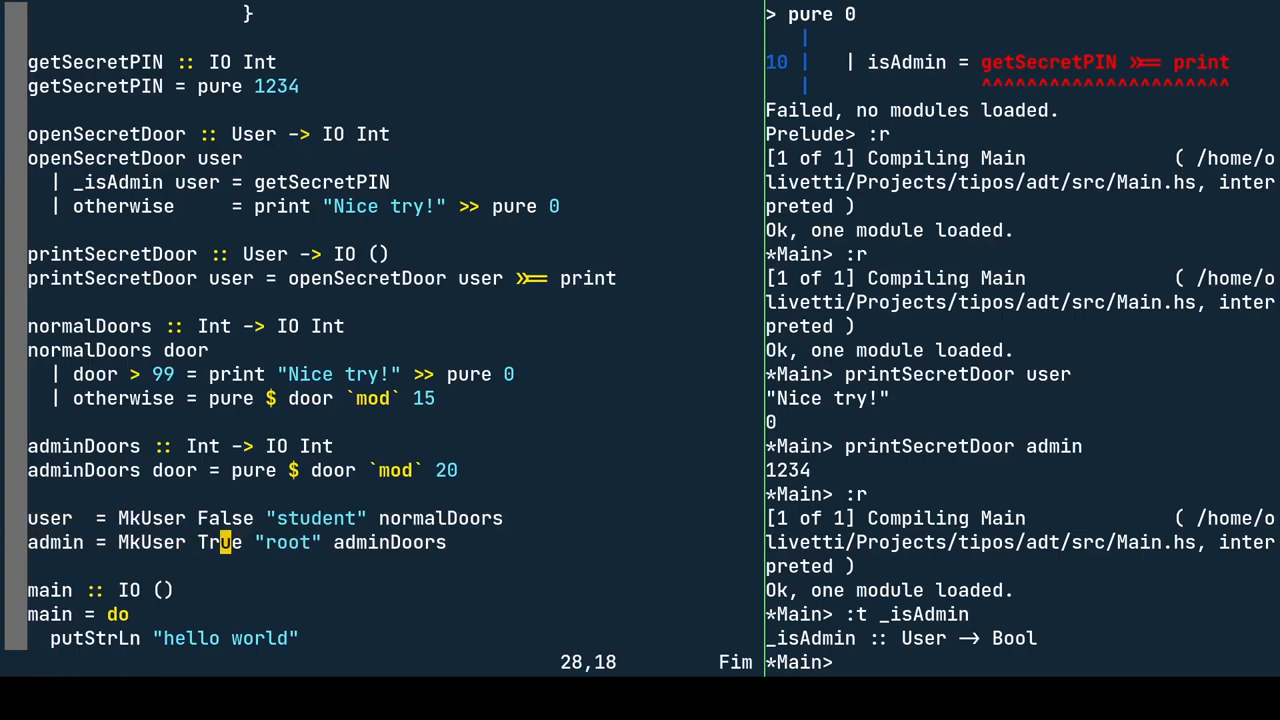 }
getSecretPIN :: IO Int
getSecretPIN = pure 1234
openSecretDoor :: User -> IO Int
openSecretDoor user
| _isAdmin user = getSecretPIN
| otherwise     = print "Nice try!" >> pure 0
printSecretDoor :: User -> IO ()
printSecretDoor user = openSecretDoor user >>= print
normalDoors :: Int -> IO Int
normalDoors door
| door > 99 = print "Nice try!" >> pure 0
| otherwise = pure $ door `mod` 15
adminDoors :: Int -> IO Int
adminDoors door = pure $ door `mod` 20
user  = MkUser False "student" normalDoors
admin = MkUser True "root" adminDoors
main :: IO ()
main = do
putStrLn "hello world"
28,18 Fim
> pure 0
|
10 |    | isAdmin = getSecretPIN >>= print
|               ^^^^^^^^^^^^^^^^^^^^^^
Failed, no modules loaded.
Prelude> :r
[1 of 1] Compiling Main             ( /home/o
livetti/Projects/tipos/adt/src/Main.hs, inter
preted )
Ok, one module loaded.
*Main> :r
[1 of 1] Compiling Main             ( /home/o
livetti/Projects/tipos/adt/src/Main.hs, inter
preted )
Ok, one module loaded.
*Main> printSecretDoor user
"Nice try!"
0
*Main> printSecretDoor admin
1234
*Main> :r
[1 of 1] Compiling Main             ( /home/o
livetti/Projects/tipos/adt/src/Main.hs, inter
preted )
Ok, one module loaded.
*Main> :t _isAdmin
_isAdmin :: User -> Bool
*Main>